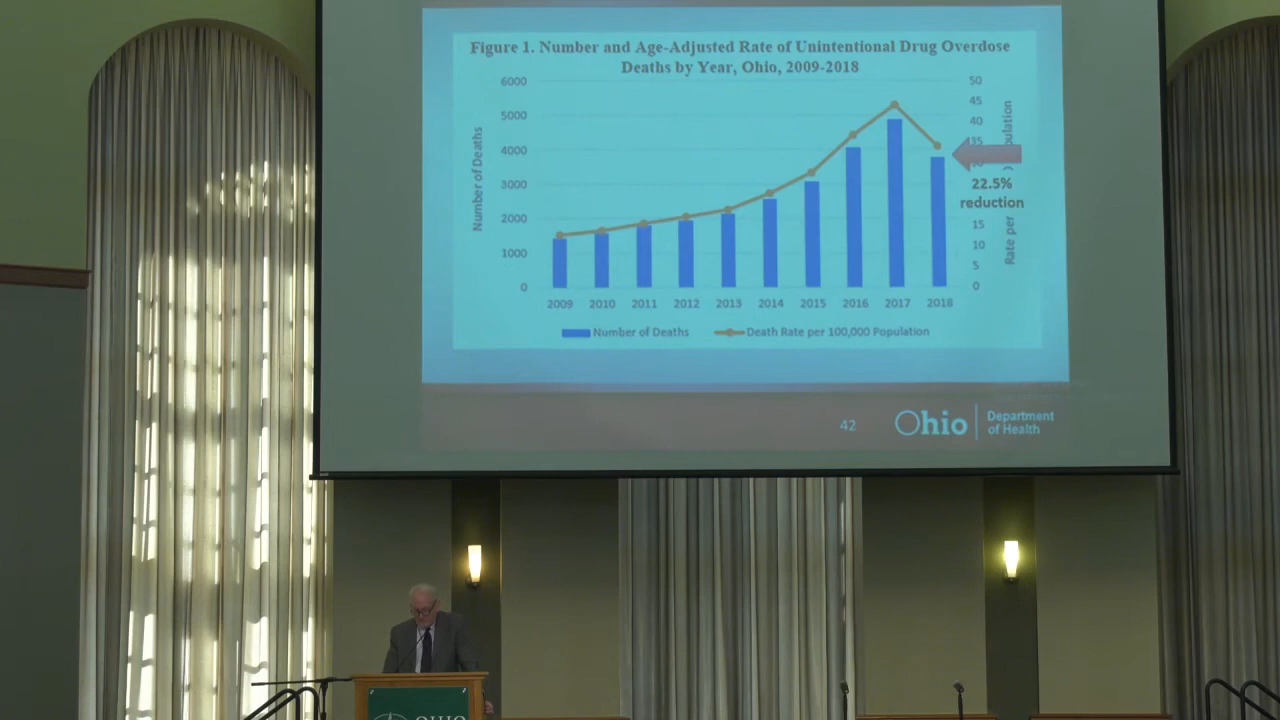 Figure 1. Number and Age-Adjusted Rate of Unintentional Drug Overdose
Deaths by Year, Ohio, 2009-2018
6000
5000
4000
3000
2000
1000
0
Number of Deaths
50
45
40
35
15
10
5
0
Rate per
22.5%
reduction
2009 2010 2011 2012 2013 2014 2015 2016 2017 2018
Number of Deaths Death Rate per 100,000 Population
42
Ohio
Department
of Health
OHIO